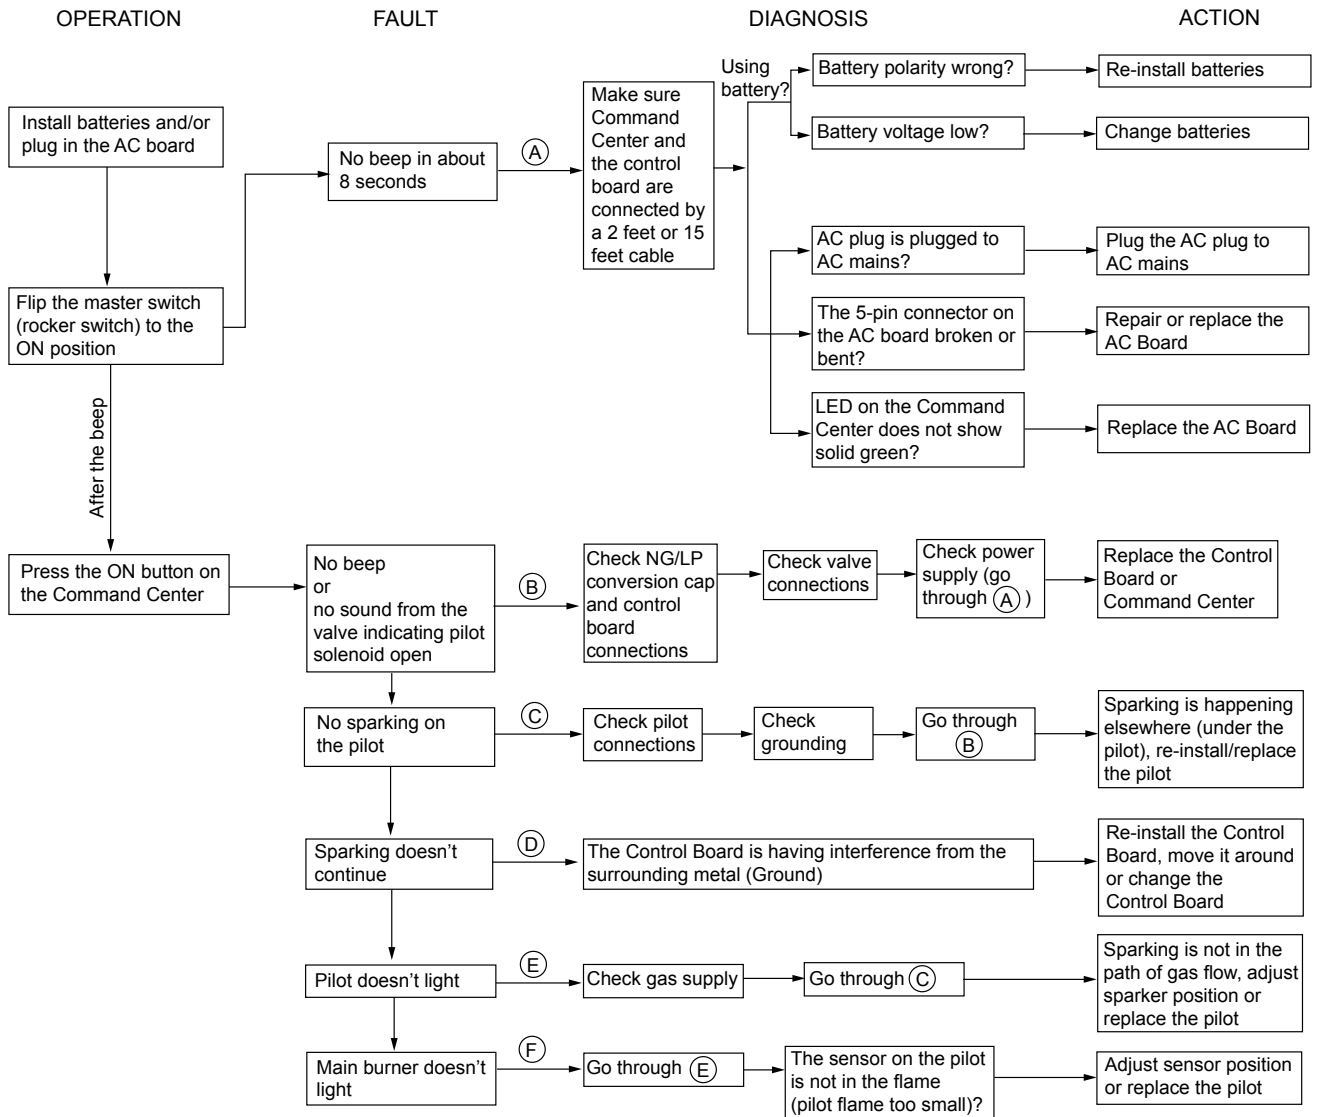 OPERATION
FAULT
DIAGNOSIS
ACTION
Install batteries and/or
plug in the AC board
Flip the master switch
(rocker switch) to the
ON position
After the beep
Press the ON button on
the Command Center
No beep in about
8 seconds
A
Make sure
Command
Center and
the control
board are
connected by
a 2 feet or 15
feet cable
Using
battery?
Battery polarity wrong?
Re-install batteries
Battery voltage low?
Change batteries
AC plug is plugged to
AC mains?
Plug the AC plug to
AC mains
The 5-pin connector on
the AC board broken or
bent?
Repair or replace the
AC Board
LED on the Command
Center does not show
solid green?
Replace the AC Board
No beep
or
no sound from the
valve indicating pilot
solenoid open
B
Check NG/LP
conversion cap
and control
board
connections
Check valve
connections
Check power
supply (go
through A )
Replace the Control
Board or
Command Center
No sparking on
the pilot
C
Check pilot
connections
Check
grounding
Go through
B
Sparking is happening
elsewhere (under the
pilot), re-install/replace
the pilot
Sparking doesn't
continue
D
The Control Board is having interference from the
surrounding metal (Ground)
Re-install the Control
Board, move it around
or change the
Control Board
Pilot doesn't light
E
Check gas supply
Go through C
Sparking is not in the
path of gas flow, adjust
sparker position or
replace the pilot
Main burner doesn't
light
F
Go through E
The sensor on the pilot
is not in the flame
(pilot flame too small)?
Adjust sensor position
or replace the pilot